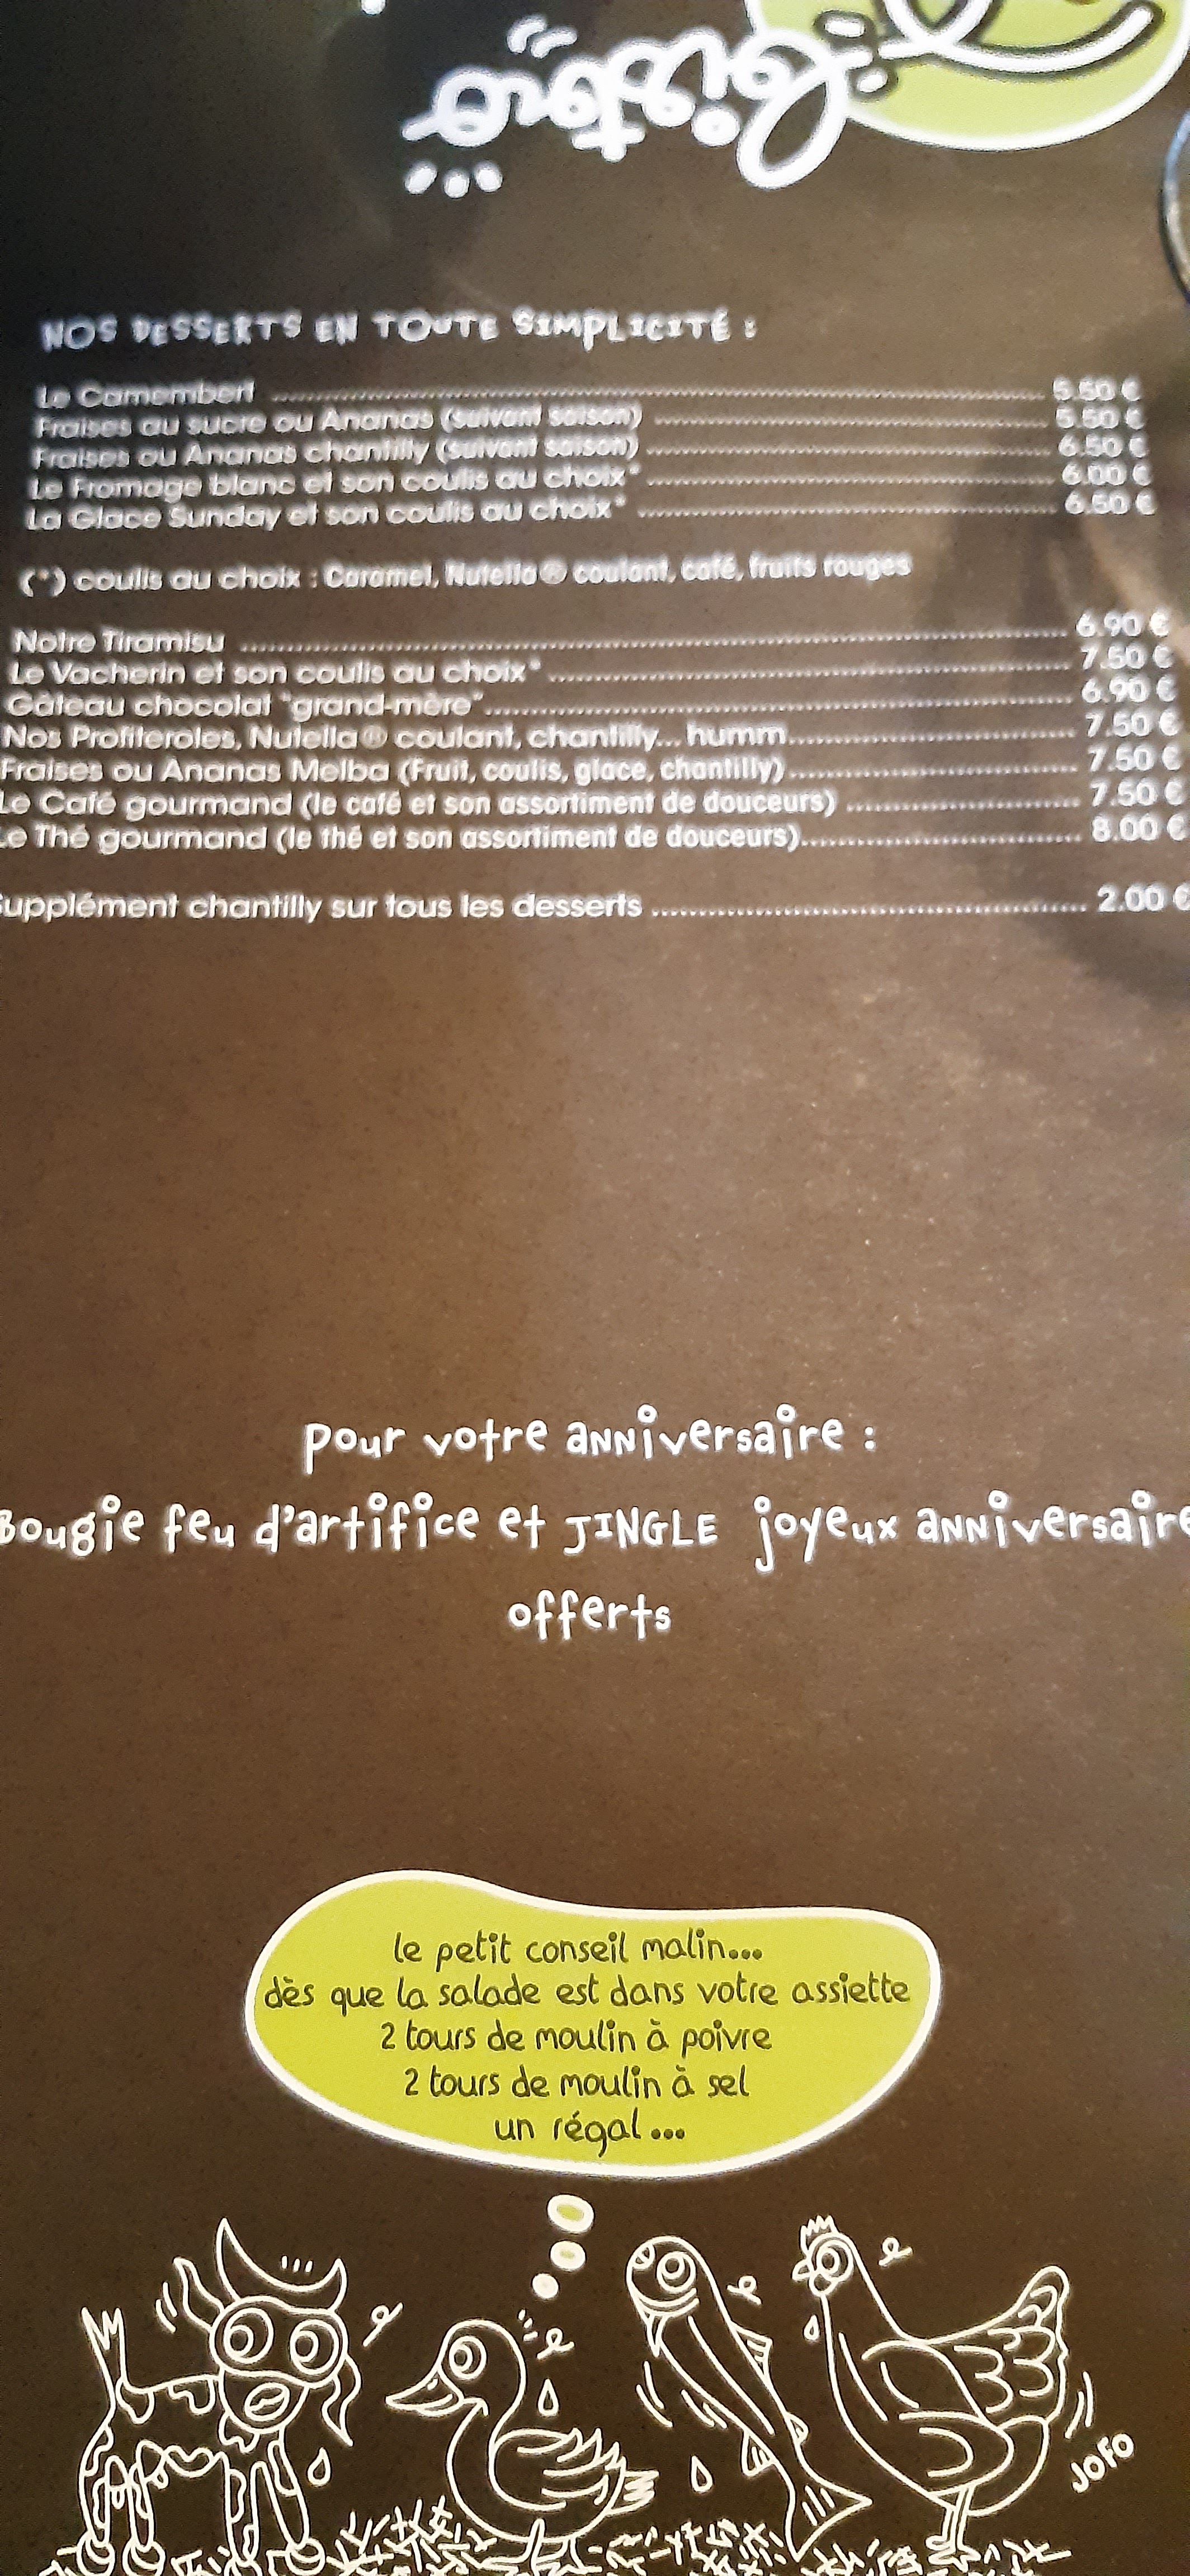 Bistro
NOS DESSERTS EN TOUTE SIMPLICITÉ :
Le Camembert ........ 5.50 €
Fraises au sucre ou Ananas (suivant saison) ........ 5.50 €
Fraises ou Ananas chantilly (suivant saison) ........ 6.50 €
Le Fromage blanc et son coulis au choix* ........ 6.00 €
La Glace Sunday et son coulis au choix* ........ 6.50 €
(*) coulis au choix : Caramel, Nutella® coulant, café, fruits rouges
Notre Tiramisu ........ 6.90 €
Le Vacherin et son coulis au choix* ........ 7.50 €
Gâteau chocolat "grand-mère" ........ 6.90 €
Nos Profiteroles, Nutella® coulant, chantilly... humm ........ 7.50 €
Fraises ou Ananas Melba (Fruit, coulis, glace, chantilly) ........ 7.50 €
Le Café gourmand (le café et son assortiment de douceurs) ........ 7.50 €
Le Thé gourmand (le thé et son assortiment de douceurs) ........ 8.00 €
Supplément chantilly sur tous les desserts ........ 2.00 €
Pour votre anniversaire :
Bougie feu d'artifice et JINGLE joyeux anniversaire
offerts
le petit conseil malin...
dès que la salade est dans votre assiette
2 tours de moulin à poivre
2 tours de moulin à sel
un régal...
JOFO